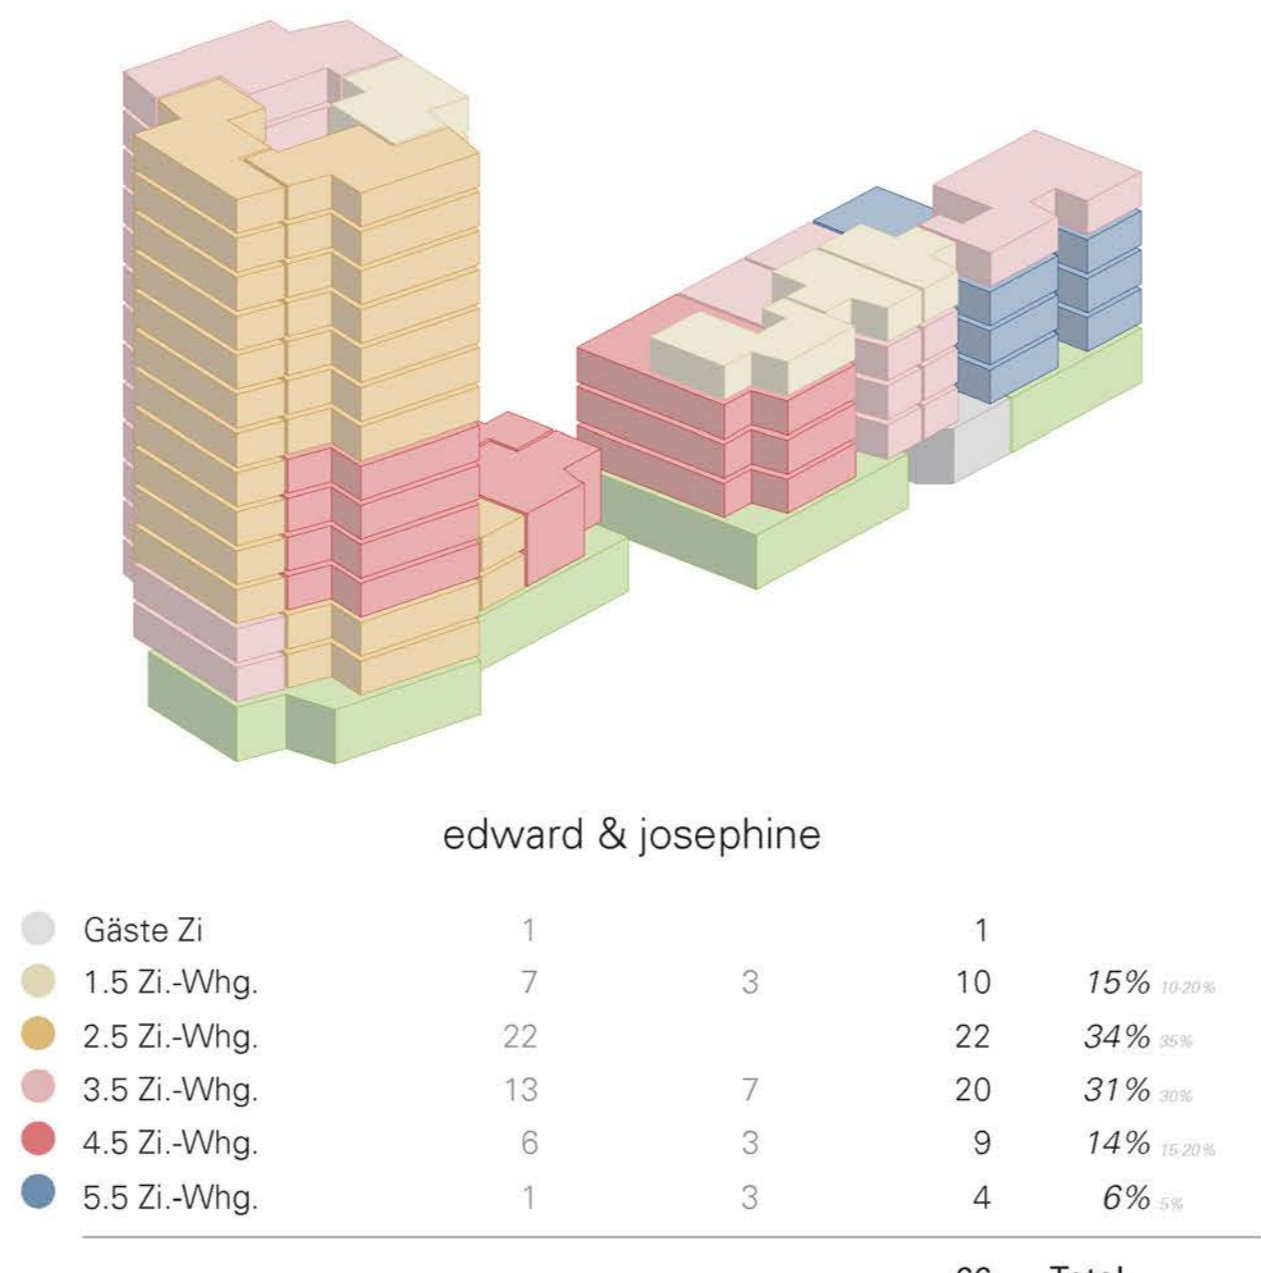 edward & josephine
Gäste Zi 1 1
1.5 Zi.-Whg. 7 3 10 15% 10-20%
2.5 Zi.-Whg. 22 22 34% 35%
3.5 Zi.-Whg. 13 7 20 31% 30%
4.5 Zi.-Whg. 6 3 9 14% 15-20%
5.5 Zi.-Whg. 1 3 4 6% 5%
Total